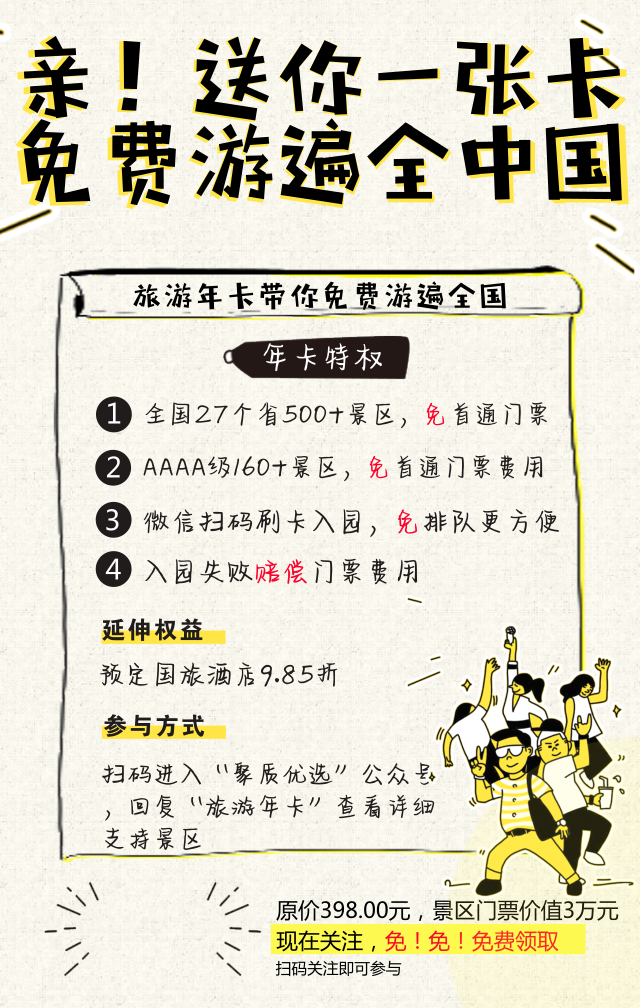 亲！送你一张卡
免费游遍全中国
旅游年卡带你免费游遍全国
年卡特权
1 全国27个省500+景区，免首道门票
2 AAAA级160+景区，免首道门票费用
3 微信扫码刷卡入园，免排队更方便
4 入园失败赔偿门票费用
延伸权益
预定国旅酒店9.85折
参与方式
扫码进入“聚质优选”公众号
，回复“旅游年卡”查看详细
支持景区
原价398.00元，景区门票价值3万元
现在关注，免！免！免费领取
扫码关注即可参与